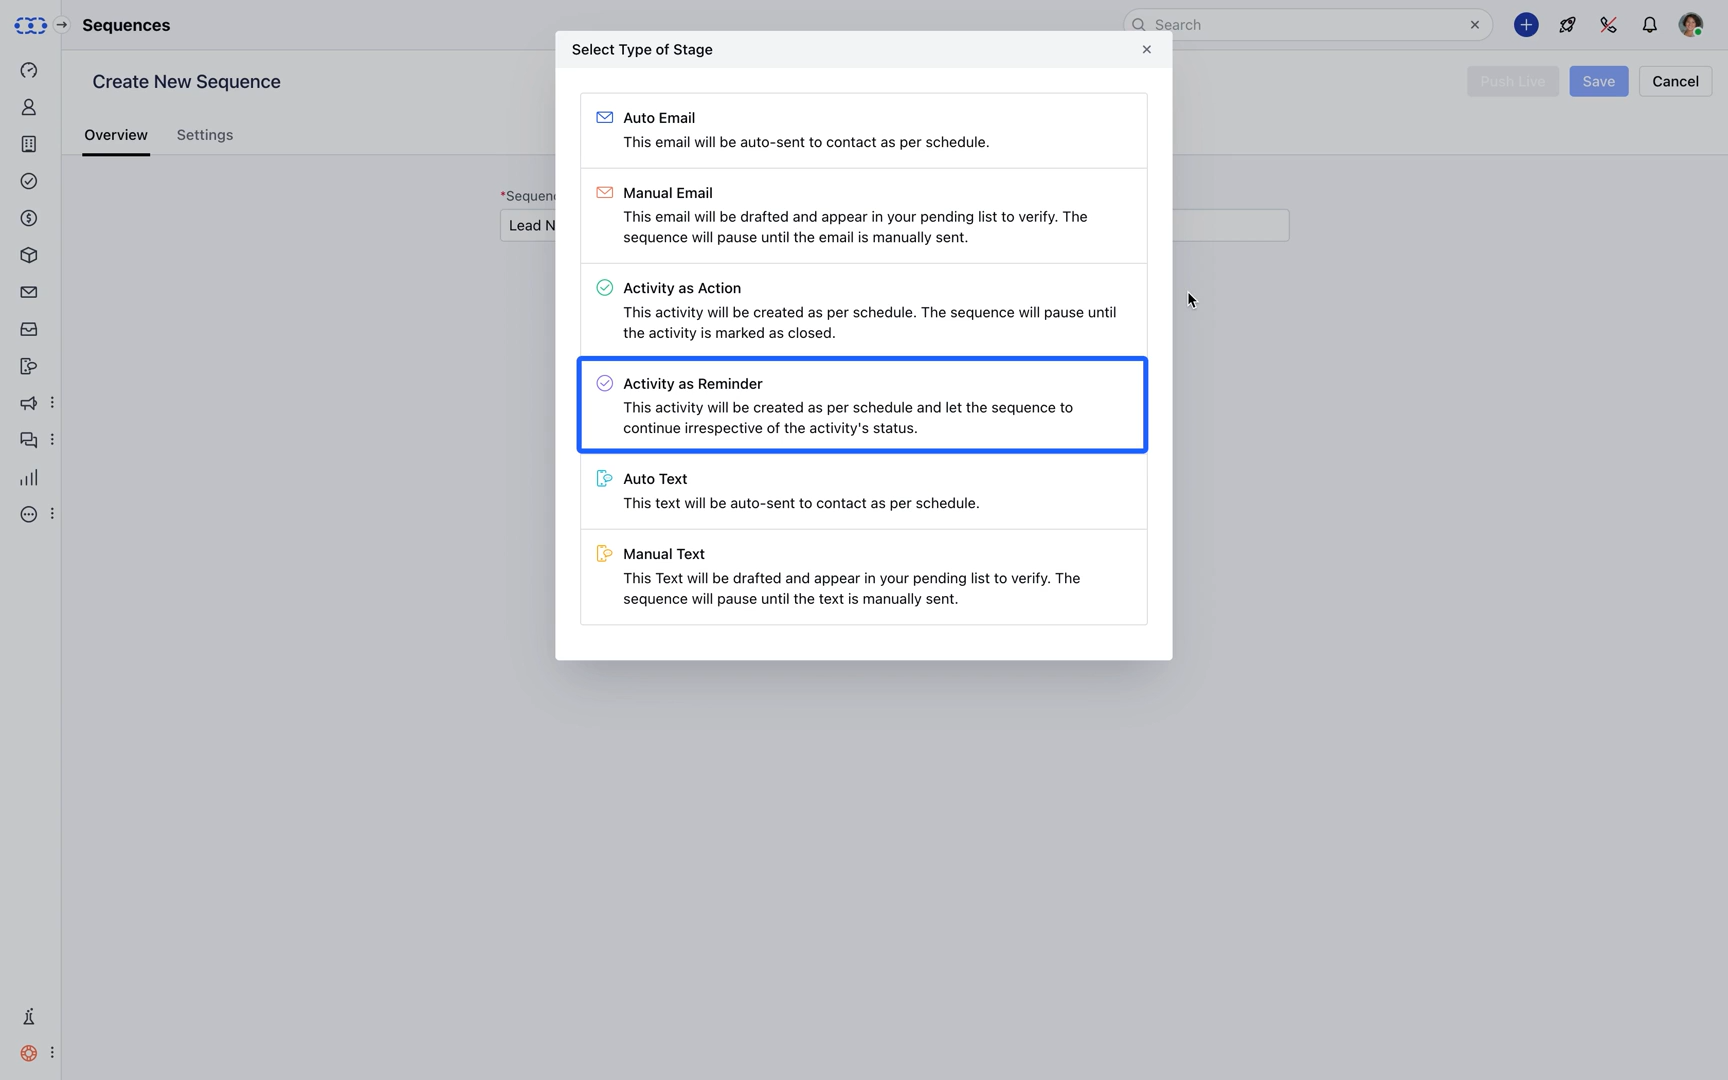 Sequences
Search
Select Type of Stage
Create New Sequence
Push Live
Save
Cancel
Overview
Settings
*Sequen
Lead N
Auto Email
This email will be auto-sent to contact as per schedule.
Manual Email
This email will be drafted and appear in your pending list to verify. The
sequence will pause until the email is manually sent.
Activity as Action
This activity will be created as per schedule. The sequence will pause until
the activity is marked as closed.
Activity as Reminder
This activity will be created as per schedule and let the sequence to
continue irrespective of the activity's status.
Auto Text
This text will be auto-sent to contact as per schedule.
Manual Text
This Text will be drafted and appear in your pending list to verify. The
sequence will pause until the text is manually sent.